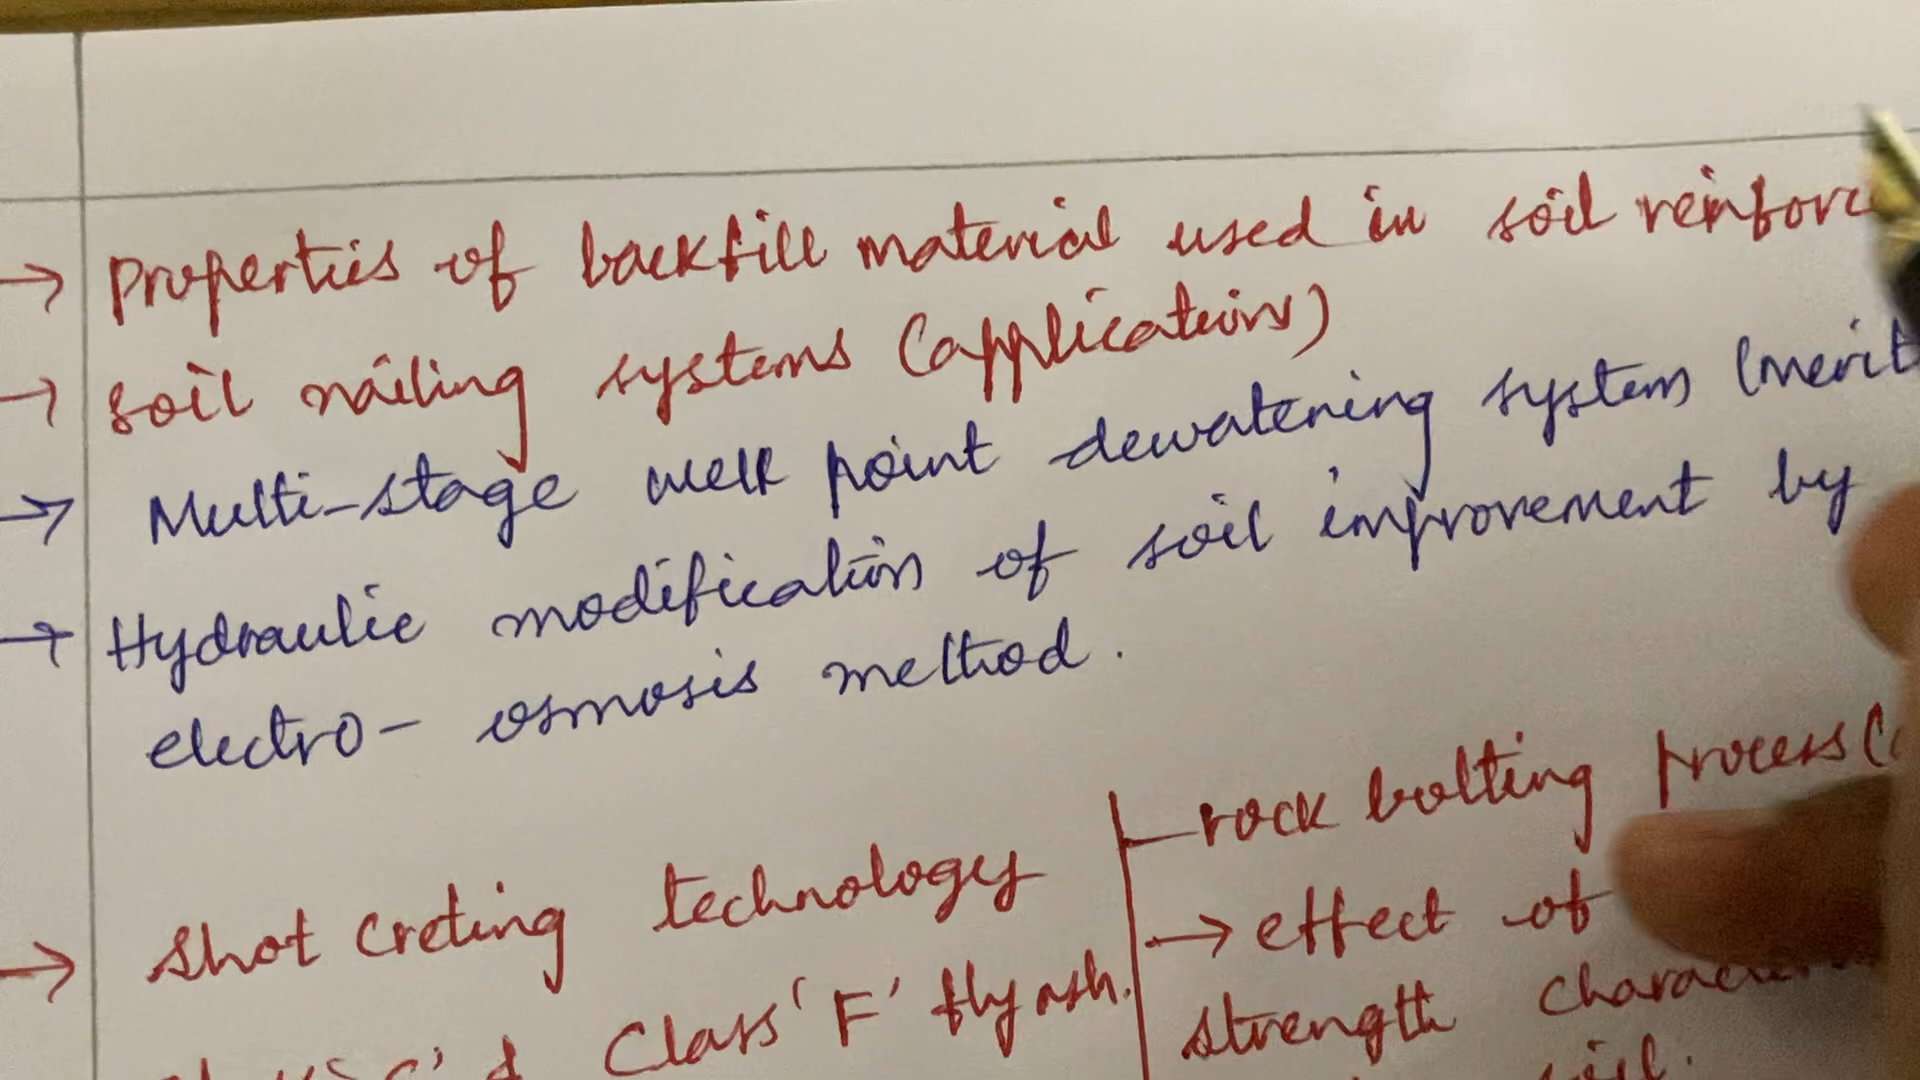 → Properties of backfill material used in soil
→ soil nailing systems (applications)
→ Multi-stage well point dewatering system
→ Hydraulic modification of soil improvement by
electro-osmosis method.
→ shot creting technology
& Class 'F' fly ash.
rock bolting process
→ effect of
strength
soil.